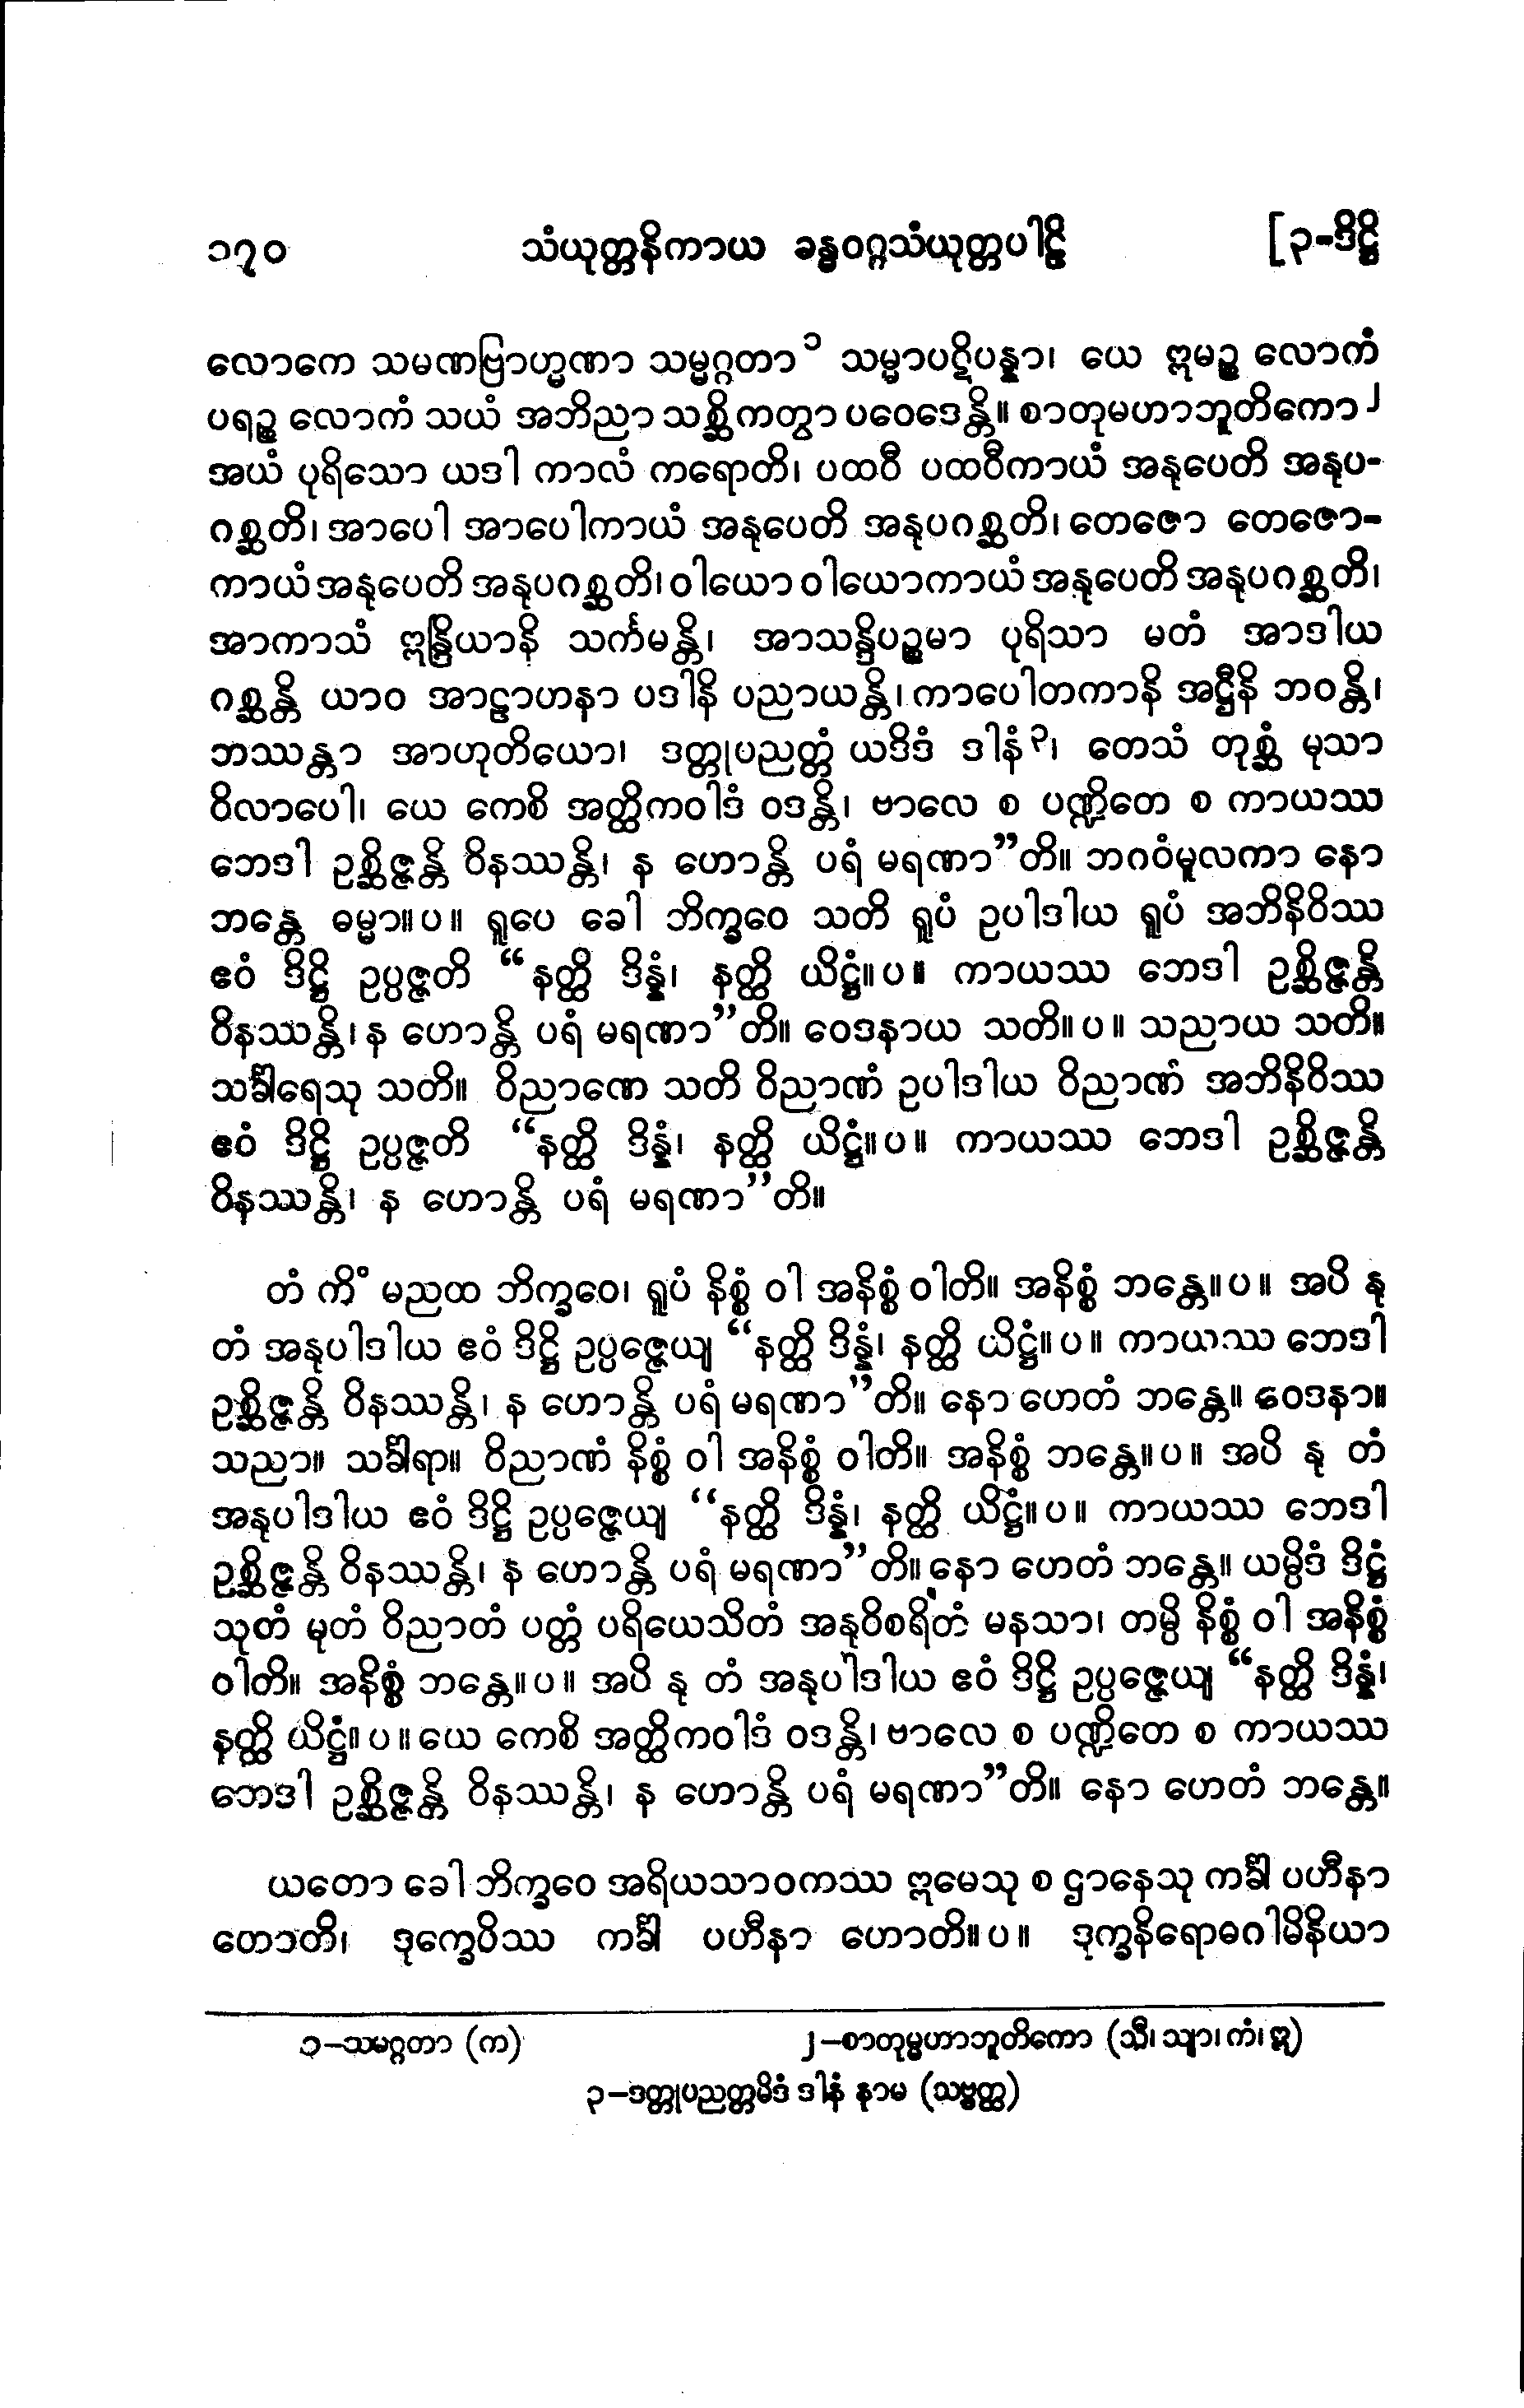 ၁၇၀ သံယုတ္တနိကာယ ခန္ဓဝဂ္ဂသံယုတ္တပါဠိ [၃-ဒိဋ္ဌိ
လောကေ သမဏဗြာဟ္မဏာ သမ္မဂ္ဂတာ ၁ သမ္မာပဋိပန္နာ၊ ယေ ဣမဉ္စ လောကံ
ပရဉ္စ လောကံ သယံ အဘိညာ သစ္ဆိကတွာ ပဝေဒေန္တိ။ စာတုမဟာဘူတိကော ၂
အယံ ပုရိသော ယဒါ ကာလံ ကရောတိ၊ ပထဝီ ပထဝီကာယံ အနုပေတိ အနုပ-
ဂစ္ဆတိ၊ အာပေါ အာပေါကာယံ အနုပေတိ အနုပဂစ္ဆတိ၊ တေဇော တေဇော-
ကာယံ အနုပေတိ အနုပဂစ္ဆတိ၊ ဝါယော ဝါယောကာယံ အနုပေတိ အနုပဂစ္ဆတိ၊
အာကာသံ ဣန္ဒြိယာနိ သင်္ကမန္တိ၊ အာသန္ဒိပဉ္စမာ ပုရိသာ မတံ အာဒါယ
ဂစ္ဆန္တိ ယာဝ အာဠာဟနာ ပဒါနိ ပညာယန္တိ၊ ကာပေါတကာနိ အဋ္ဌီနိ ဘဝန္တိ၊
ဘဿန္တာ အာဟုတိယော၊ ဒတ္တုပညတ္တံ ယဒိဒံ ဒါနံ ၃၊ တေသံ တုစ္ဆံ မုသာ
ဝိလာပေါ၊ ယေ ကေစိ အတ္ထိကဝါဒံ ဝဒန္တိ၊ ဗာလေ စ ပဏ္ဍိတေ စ ကာယဿ
ဘေဒါ ဥစ္ဆိဇ္ဇန္တိ ဝိနဿန္တိ၊ န ဟောန္တိ ပရံ မရဏာ”တိ။ ဘဂဝံမူလကာ နော
ဘန္တေ ဓမ္မာ။ပ။ ရူပေ ခေါ ဘိက္ခဝေ သတိ ရူပံ ဥပါဒါယ ရူပံ အဘိနိဝိဿ
ဧဝံ ဒိဋ္ဌိ ဥပ္ပဇ္ဇတိ “နတ္ထိ ဒိန္နံ၊ နတ္ထိ ယိဋ္ဌံ။ပ။ ကာယဿ ဘေဒါ ဥစ္ဆိဇ္ဇန္တိ
ဝိနဿန္တိ၊ န ဟောန္တိ ပရံ မရဏာ”တိ။ ဝေဒနာယ သတိ။ပ။ သညာယ သတိ။
သင်္ခါရေသု သတိ။ ဝိညာဏေ သတိ ဝိညာဏံ ဥပါဒါယ ဝိညာဏံ အဘိနိဝိဿ
ဧဝံ ဒိဋ္ဌိ ဥပ္ပဇ္ဇတိ “နတ္ထိ ဒိန္နံ၊ နတ္ထိ ယိဋ္ဌံ။ပ။ ကာယဿ ဘေဒါ ဥစ္ဆိဇ္ဇန္တိ
ဝိနဿန္တိ၊ န ဟောန္တိ ပရံ မရဏာ”တိ။
တံ ကိံ မညထ ဘိက္ခဝေ၊ ရူပံ နိစ္စံ ဝါ အနိစ္စံ ဝါတိ။ အနိစ္စံ ဘန္တေ။ပ။ အပိ နု
တံ အနုပါဒါယ ဧဝံ ဒိဋ္ဌိ ဥပ္ပဇ္ဇေယျ “နတ္ထိ ဒိန္နံ၊ နတ္ထိ ယိဋ္ဌံ။ပ။ ကာယဿ ဘေဒါ
ဥစ္ဆိဇ္ဇန္တိ ဝိနဿန္တိ၊ န ဟောန္တိ ပရံ မရဏာ”တိ။ နော ဟေတံ ဘန္တေ။ ဝေဒနာ။
သညာ။ သင်္ခါရာ။ ဝိညာဏံ နိစ္စံ ဝါ အနိစ္စံ ဝါတိ။ အနိစ္စံ ဘန္တေ။ပ။ အပိ နု တံ
အနုပါဒါယ ဧဝံ ဒိဋ္ဌိ ဥပ္ပဇ္ဇေယျ “နတ္ထိ ဒိန္နံ၊ နတ္ထိ ယိဋ္ဌံ။ပ။ ကာယဿ ဘေဒါ
ဥစ္ဆိဇ္ဇန္တိ ဝိနဿန္တိ၊ န ဟောန္တိ ပရံ မရဏာ”တိ။ နော ဟေတံ ဘန္တေ။ ယမ္ပိဒံ ဒိဋ္ဌံ
သုတံ မုတံ ဝိညာတံ ပတ္တံ ပရိယေသိတံ အနုဝိစရိတံ မနသာ၊ တမ္ပိ နိစ္စံ ဝါ အနိစ္စံ
ဝါတိ။ အနိစ္စံ ဘန္တေ။ပ။ အပိ နု တံ အနုပါဒါယ ဧဝံ ဒိဋ္ဌိ ဥပ္ပဇ္ဇေယျ “နတ္ထိ ဒိန္နံ၊
နတ္ထိ ယိဋ္ဌံ။ပ။ ယေ ကေစိ အတ္ထိကဝါဒံ ဝဒန္တိ၊ ဗာလေ စ ပဏ္ဍိတေ စ ကာယဿ
ဘေဒါ ဥစ္ဆိဇ္ဇန္တိ ဝိနဿန္တိ၊ န ဟောန္တိ ပရံ မရဏာ”တိ။ နော ဟေတံ ဘန္တေ။
ယတော ခေါ ဘိက္ခဝေ အရိယသာဝကဿ ဣမေသု စ ဌာနေသု ကင်္ခါ ပဟီနာ
ဟောတိ၊ ဒုက္ခေပိဿ ကင်္ခါ ပဟီနာ ဟောတိ။ပ။ ဒုက္ခနိရောဓဂါမိနိယာ
၁-သမဂ္ဂတာ (က) ၂-စာတုမ္မဟာဘူတိကော (သီ၊ သျာ၊ ကံ၊ ဣ)
၃-ဒတ္တုပညတ္တမိဒံ ဒါနံ နာမ (သဗ္ဗတ္ထ)